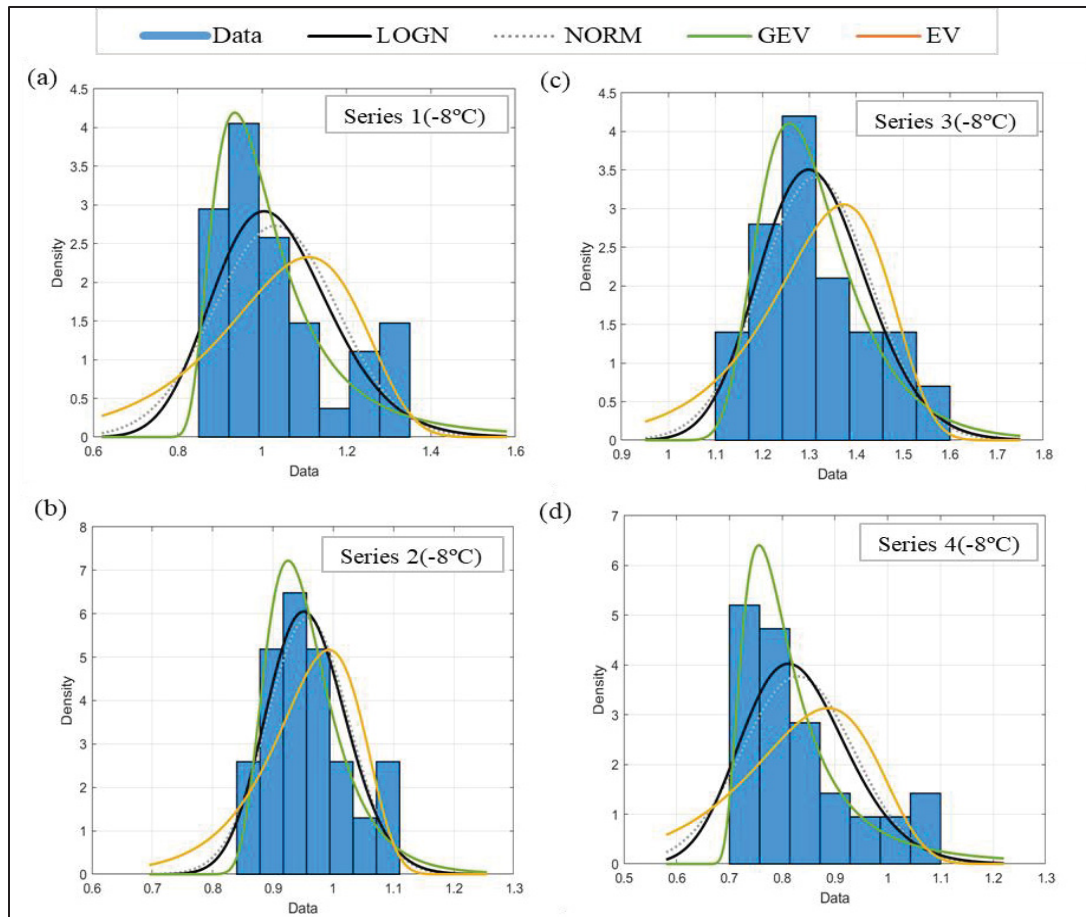 Data LOGN NORM GEV EV
(a)
Series 1(-8ºC)
4.5
4
3.5
3
2.5
2
1.5
1
0.5
0
Density
0.6 0.8 1 1.2 1.4 1.6
Data
(c)
Series 3(-8ºC)
4.5
4
3.5
3
2.5
2
1.5
1
0.5
0
Density
0.9 1 1.1 1.2 1.3 1.4 1.5 1.6 1.7 1.8
Data
(b)
Series 2(-8ºC)
8
7
6
5
4
3
2
1
0
Density
0.6 0.7 0.8 0.9 1 1.1 1.2 1.3
Data
(d)
Series 4(-8ºC)
7
6
5
4
3
2
1
0
Density
0.5 0.6 0.7 0.8 0.9 1 1.1 1.2 1.3
Data